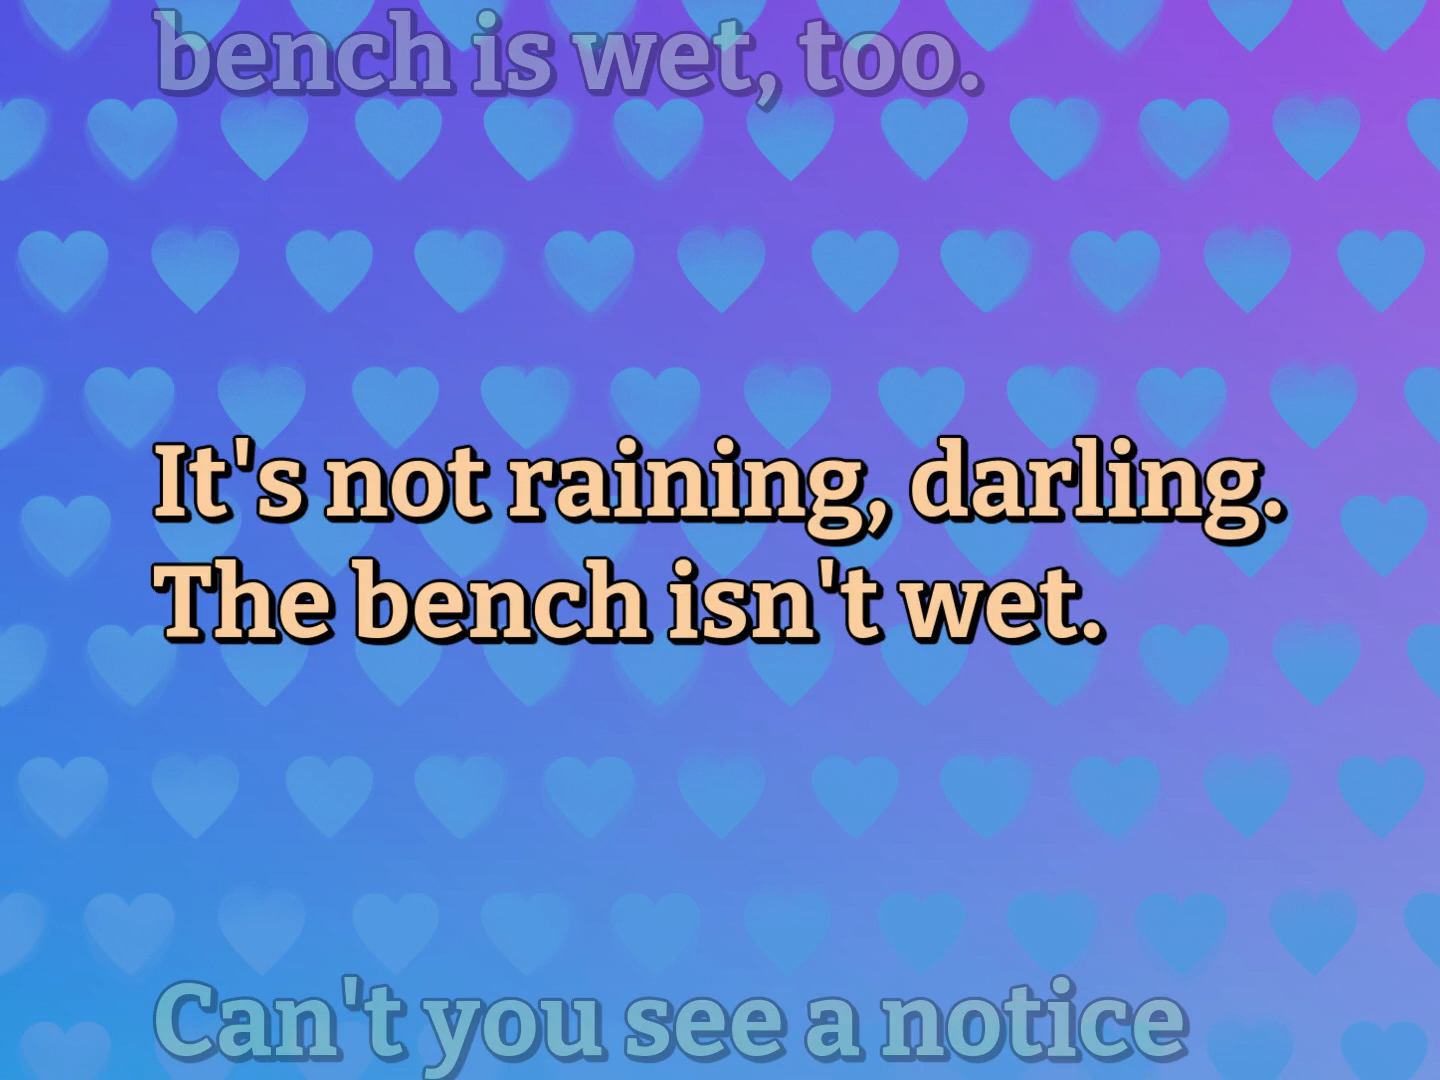 bench is wet, too.
It's not raining, darling.
The bench isn't wet.
Can't you see a notice